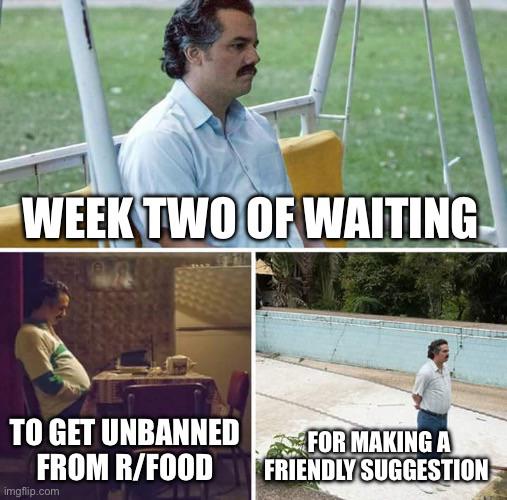 WEEK TWO OF WAITING
TO GET UNBANNED
FROM R/FOOD
FOR MAKING A
FRIENDLY SUGGESTION
imgflip.com